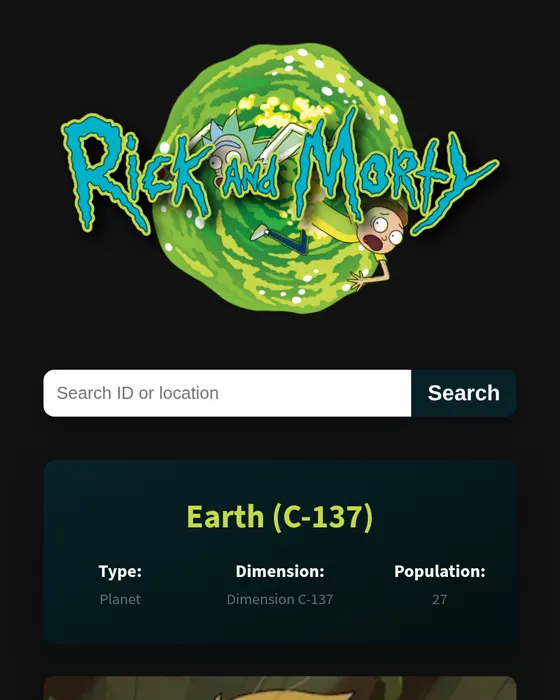 Rick and Morty
Search ID or location
Search
Earth (C-137)
Type:
Dimension:
Population:
Planet
Dimension C-137
27